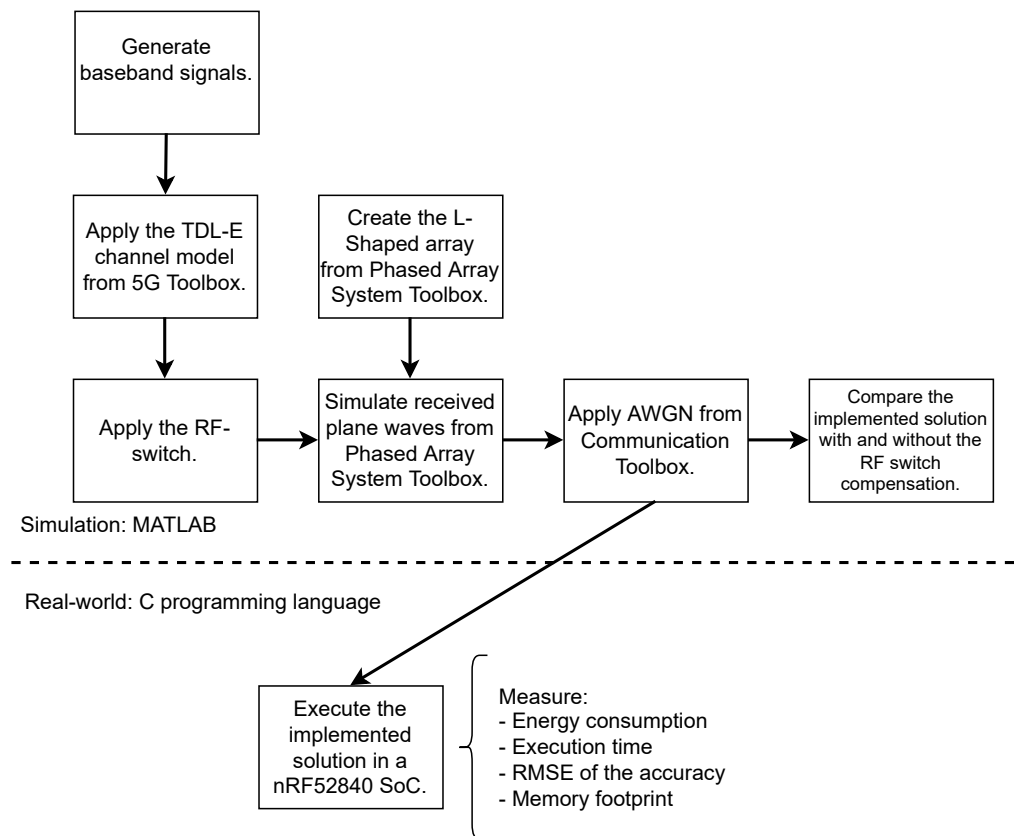 Generate
baseband signals.
Apply the TDL-E
channel model
from 5G Toolbox.
Create the L-
Shaped array
from Phased Array
System Toolbox.
Apply the RF-
switch.
Simulate received
plane waves from
Phased Array
System Toolbox.
Apply AWGN from
Communication
Toolbox.
Compare the
implemented solution
with and without the
RF switch
compensation.
Simulation: MATLAB
Real-world: C programming language
Execute the
implemented
solution in a
nRF52840 SoC.
Measure:
- Energy consumption
- Execution time
- RMSE of the accuracy
- Memory footprint